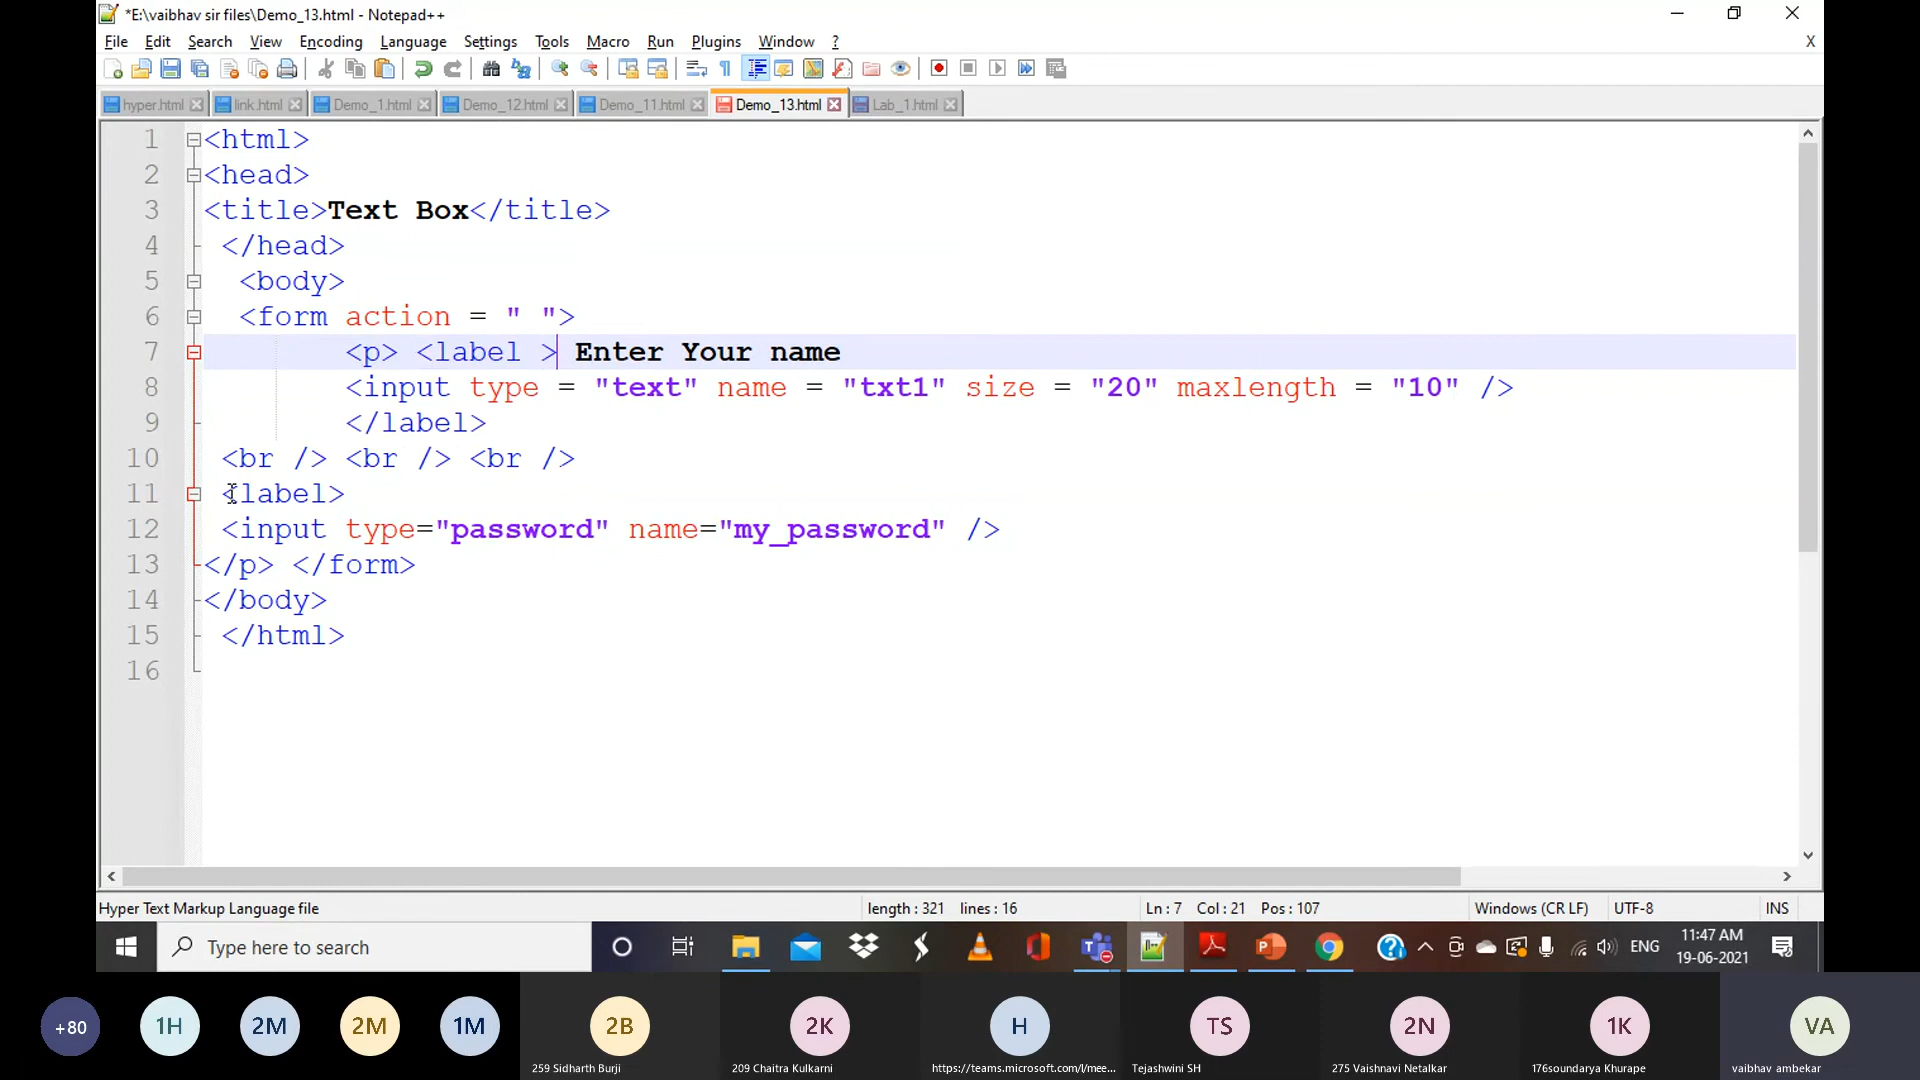 *E:\vaibhav sir files\Demo_13.html - Notepad++
File Edit Search View Encoding Language Settings Tools Macro Run Plugins Window ? X
hyper.html link.html Demo_1.html Demo_12.html Demo_11.html Demo_13.html Lab_1.html
1 <html>
2 <head>
3 <title>Text Box</title>
4 </head>
5 <body>
6 <form action = " ">
7 <p> <label > Enter Your name
8 <input type = "text" name = "txt1" size = "20" maxlength = "10" />
9 </label>
10 <br /> <br /> <br />
11 <label>
12 <input type="password" name="my_password" />
13 </p> </form>
14 </body>
15 </html>
16
Hyper Text Markup Language file length : 321 lines : 16 Ln : 7 Col : 21 Pos : 107 Windows (CR LF) UTF-8 INS
Type here to search ENG 11:47 AM
19-06-2021
+80 1H 2M 2M 1M 2B 2K H TS 2N 1K VA
259 Sidharth Burji 209 Chaitra Kulkarni https://teams.microsoft.com/l/mee... Tejashwini SH 275 Vaishnavi Netalkar 176soundarya Khurape vaibhav ambekar